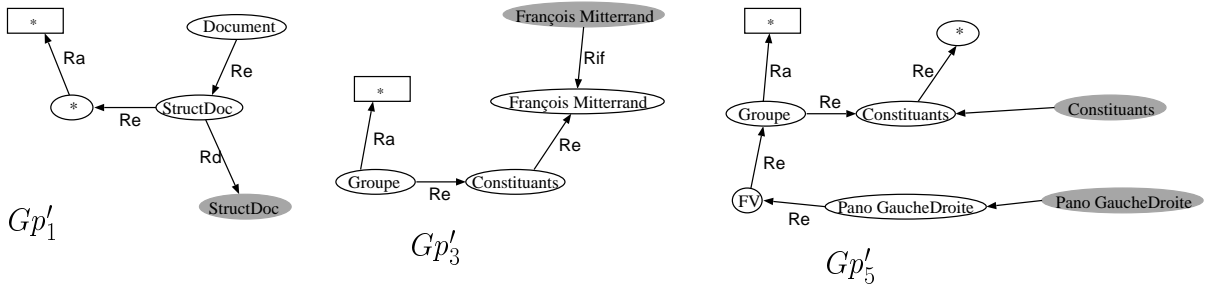 *
Document
Ra
Re
*
Re
StructDoc
Rd
StructDoc
Gp′1
François Mitterrand
Rif
*
François Mitterrand
Ra
Re
Groupe
Re
Constituants
Gp′3
*
*
Ra
Re
Re
Groupe
Constituants
Constituants
Re
FV
Re
Pano GaucheDroite
Pano GaucheDroite
Gp′5